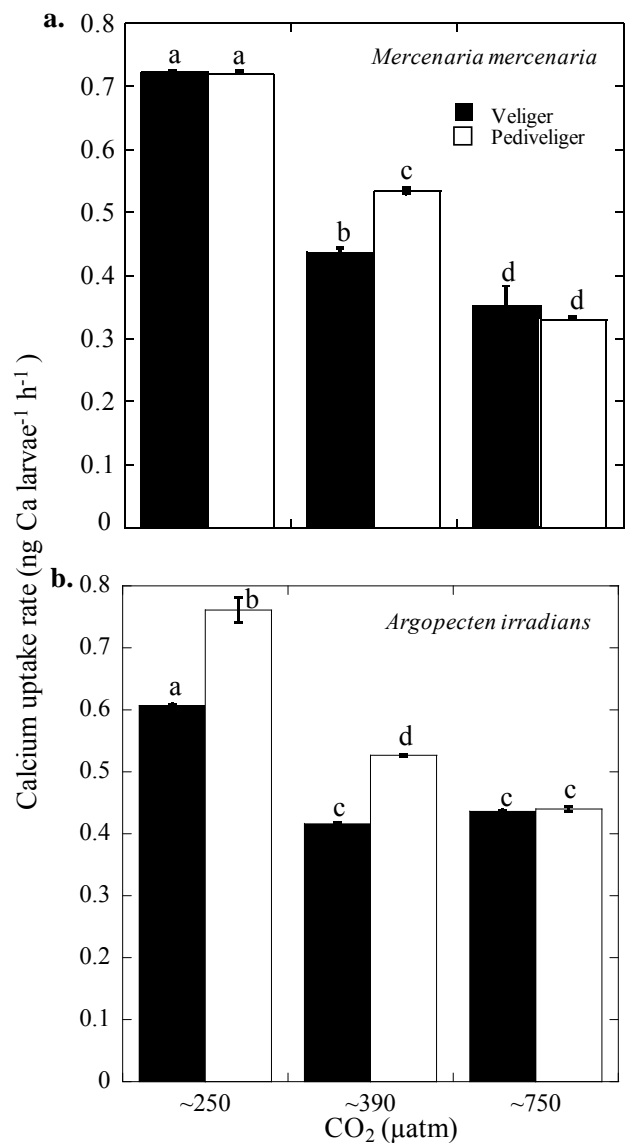 a.
0.8
Mercenaria mercenaria
a a
0.7
Veliger
Pediveliger
0.6
c
0.5
b
0.4
d d
0.3
0.2
0.1
0
Calcium uptake rate (ng Ca larvae⁻¹ h⁻¹)
b.
0.8
b
Argopecten irradians
0.7
a
0.6
d
0.5
c c c
0.4
0.3
0.2
0.1
0
~250 ~390 ~750
CO₂ (μatm)